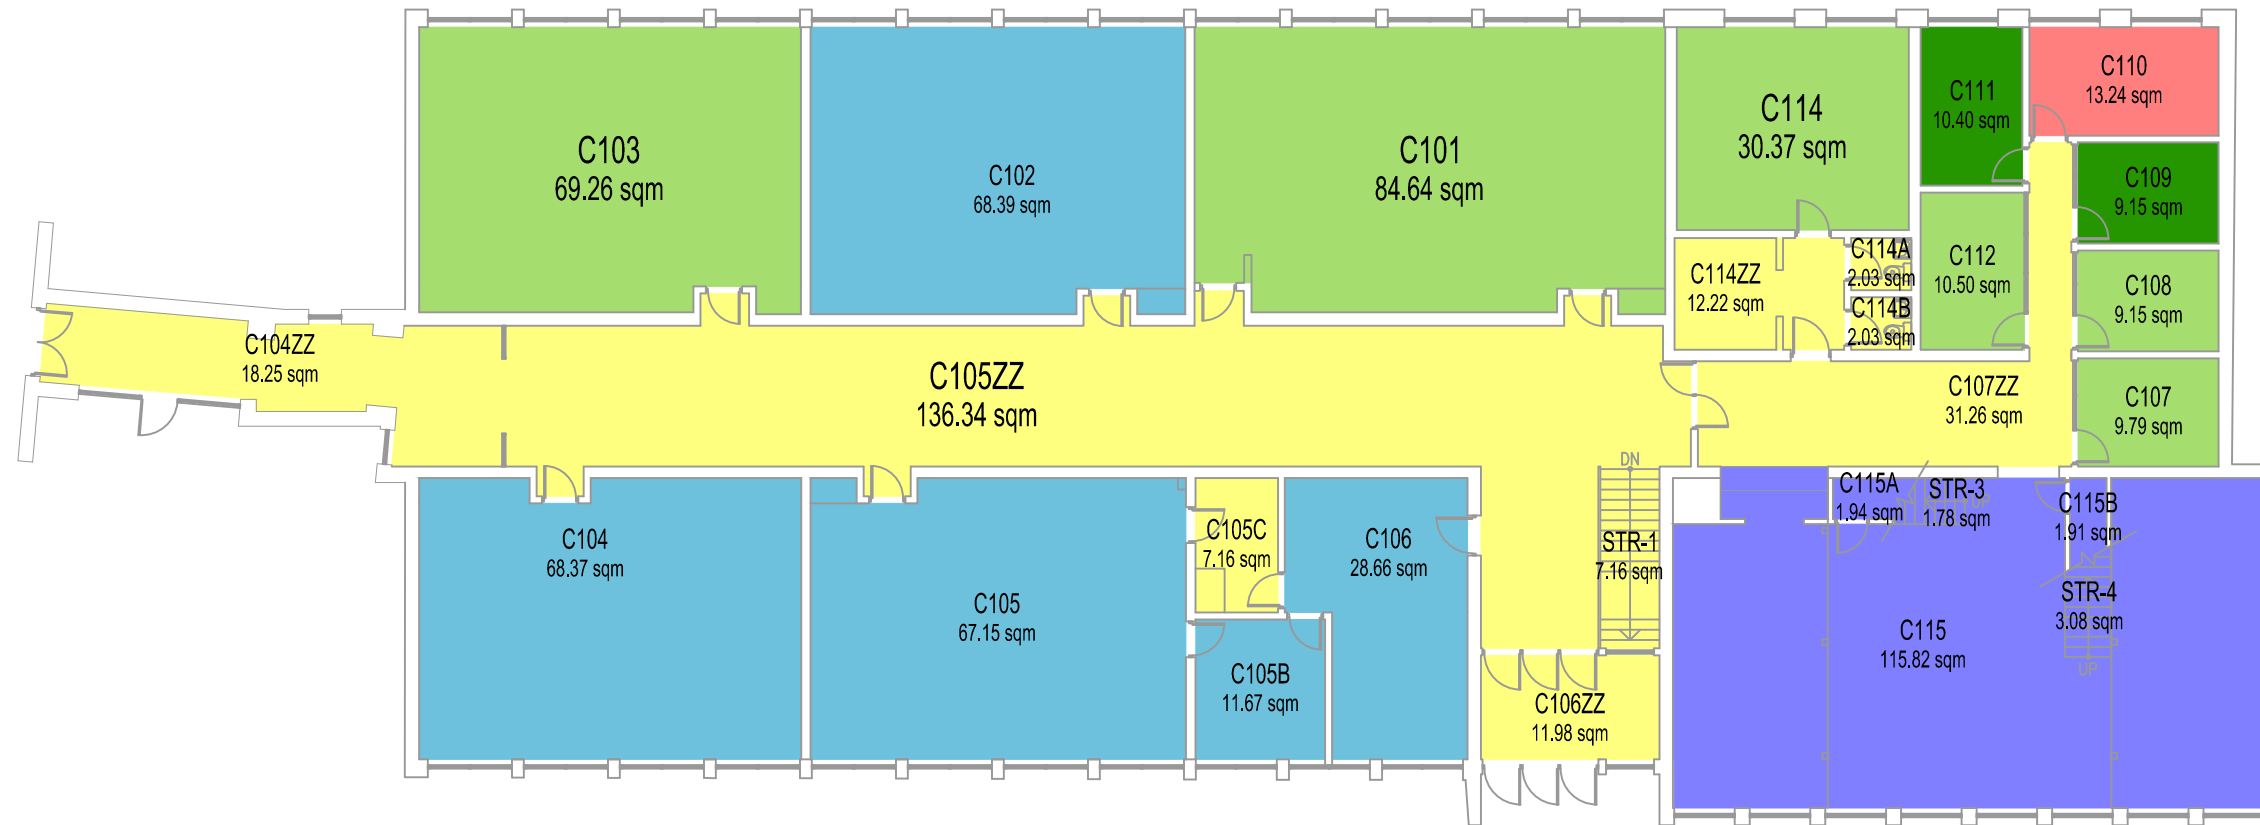 C103
69.26 sqm
C102
68.39 sqm
C101
84.64 sqm
C114
30.37 sqm
C111
10.40 sqm
C110
13.24 sqm
C109
9.15 sqm
C112
10.50 sqm
C108
9.15 sqm
C107
9.79 sqm
C114ZZ
12.22 sqm
C114A
2.03 sqm
C114B
2.03 sqm
C104ZZ
18.25 sqm
C105ZZ
136.34 sqm
C107ZZ
31.26 sqm
C104
68.37 sqm
C105
67.15 sqm
C105C
7.16 sqm
C105B
11.67 sqm
C106
28.66 sqm
DN
STR-1
7.16 sqm
C106ZZ
11.98 sqm
C115A
1.94 sqm
STR-3
1.78 sqm
C115B
1.91 sqm
STR-4
3.08 sqm
UP
C115
115.82 sqm